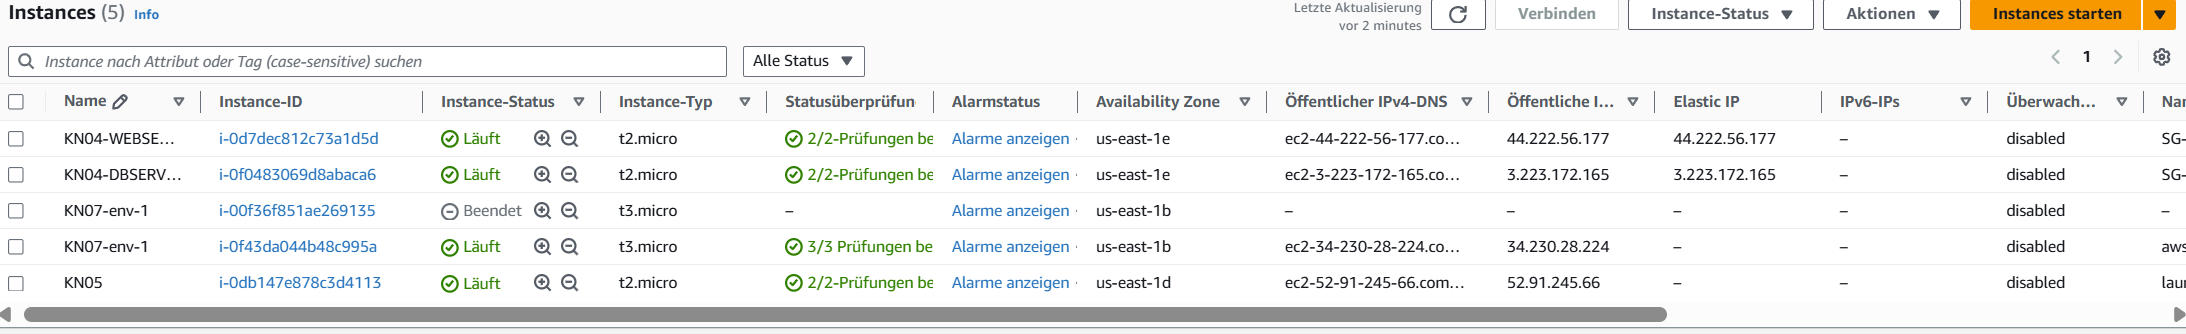 Instances (5) Info
Letzte Aktualisierung
vor 2 minutes
Verbinden Instance-Status Aktionen Instances starten
Instance nach Attribut oder Tag (case-sensitive) suchen Alle Status 1
Name Instance-ID Instance-Status Instance-Typ Statusüberprüfun Alarmstatus Availability Zone Öffentlicher IPv4-DNS Öffentliche I... Elastic IP IPv6-IPs Überwach... Nar
KN04-WEBSE... i-0d7dec812c73a1d5d Läuft t2.micro 2/2-Prüfungen be Alarme anzeigen us-east-1e ec2-44-222-56-177.co... 44.222.56.177 44.222.56.177 – disabled SG-
KN04-DBSERV... i-0f0483069d8abaca6 Läuft t2.micro 2/2-Prüfungen be Alarme anzeigen us-east-1e ec2-3-223-172-165.co... 3.223.172.165 3.223.172.165 – disabled SG-
KN07-env-1 i-00f36f851ae269135 Beendet t3.micro – Alarme anzeigen us-east-1b – – – – disabled –
KN07-env-1 i-0f43da044b48c995a Läuft t3.micro 3/3 Prüfungen be Alarme anzeigen us-east-1b ec2-34-230-28-224.co... 34.230.28.224 – – disabled aws
KN05 i-0db147e878c3d4113 Läuft t2.micro 2/2-Prüfungen be Alarme anzeigen us-east-1d ec2-52-91-245-66.com... 52.91.245.66 – – disabled laur